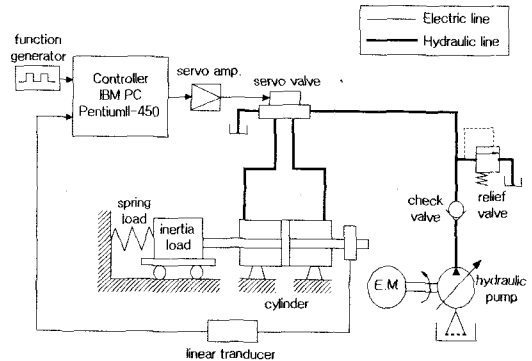 Electric line
Hydraulic line
function
generator
Controller
IBM PC
PentiumII-450
servo amp.
servo valve
check
valve
relief
valve
spring
load
inertia
load
cylinder
E.M.
hydraulic
pump
linear tranducer